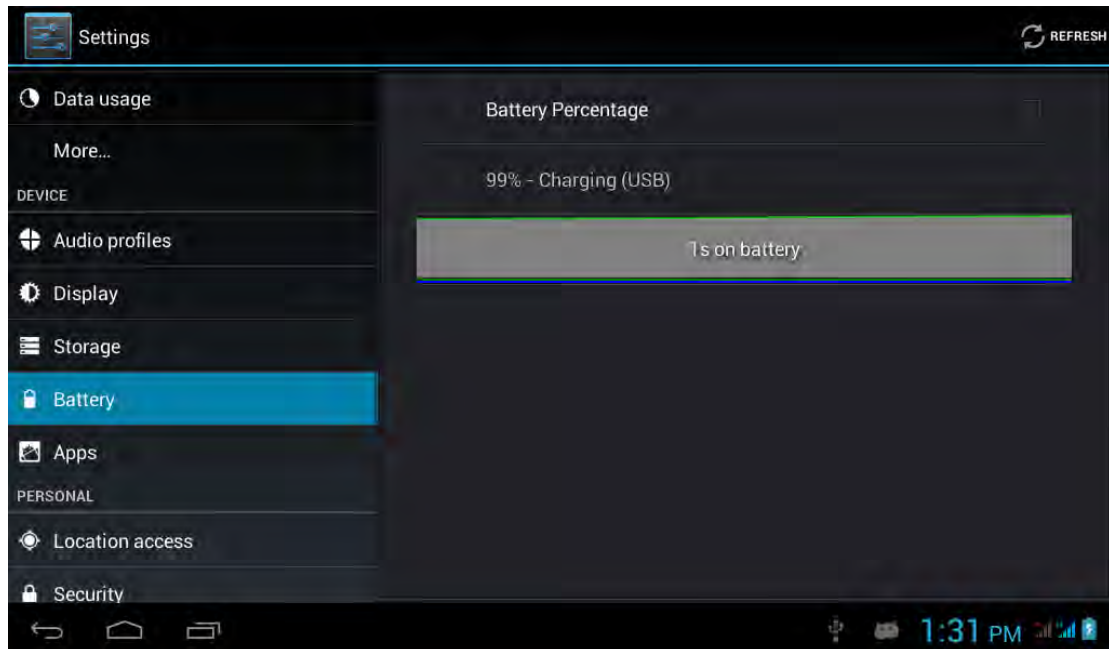 Settings
REFRESH
Data usage
More...
DEVICE
Audio profiles
Display
Storage
Battery
Apps
PERSONAL
Location access
Security
Battery Percentage
99% - Charging (USB)
1s on battery
1:31 PM